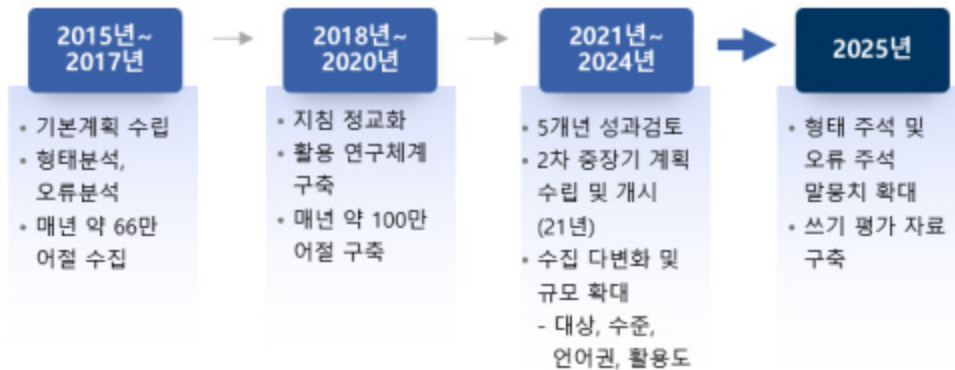 2015년~
2017년
• 기본계획 수립
• 형태분석,
오류분석
• 매년 약 66만
어절 수집
2018년~
2020년
• 지침 정교화
• 활용 연구체계
구축
• 매년 약 100만
어절 구축
2021년~
2024년
• 5개년 성과검토
• 2차 중장기 계획
수립 및 개시
(21년)
• 수집 다변화 및
규모 확대
- 대상, 수준,
언어권, 활용도
2025년
• 형태 주석 및
오류 주석
말뭉치 확대
• 쓰기 평가 자료
구축